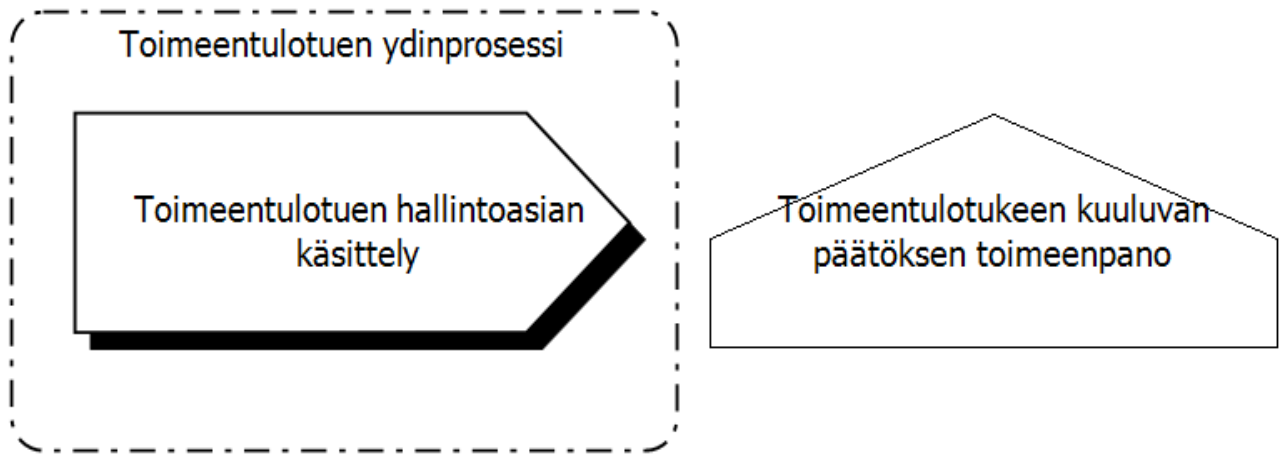 Toimeentulotuen ydinprosessi
Toimeentulotuen hallintoasian
käsittely
Toimeentulotukeen kuuluvan
päätöksen toimeenpano